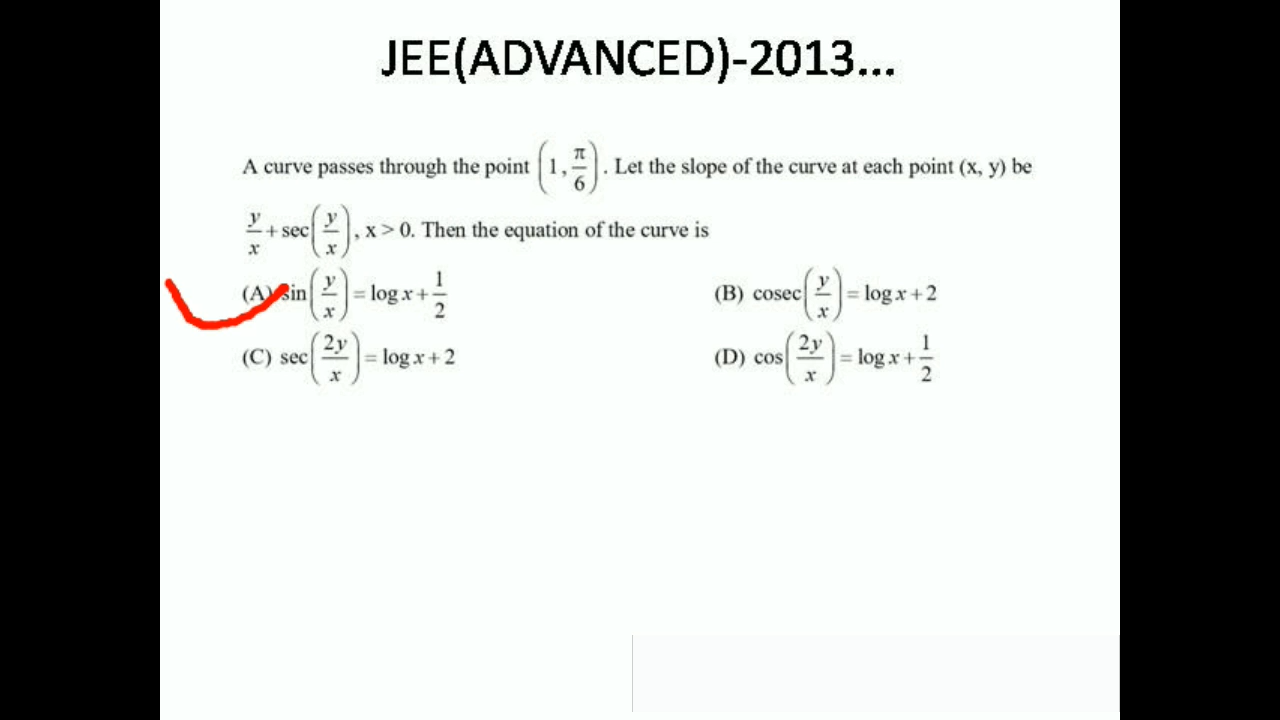 JEE(ADVANCED)-2013...
A curve passes through the point (1, π/6). Let the slope of the curve at each point (x, y) be
y/x + sec(y/x), x > 0. Then the equation of the curve is
(A) sin(y/x) = log x + 1/2 (B) cosec(y/x) = log x + 2
(C) sec(2y/x) = log x + 2 (D) cos(2y/x) = log x + 1/2